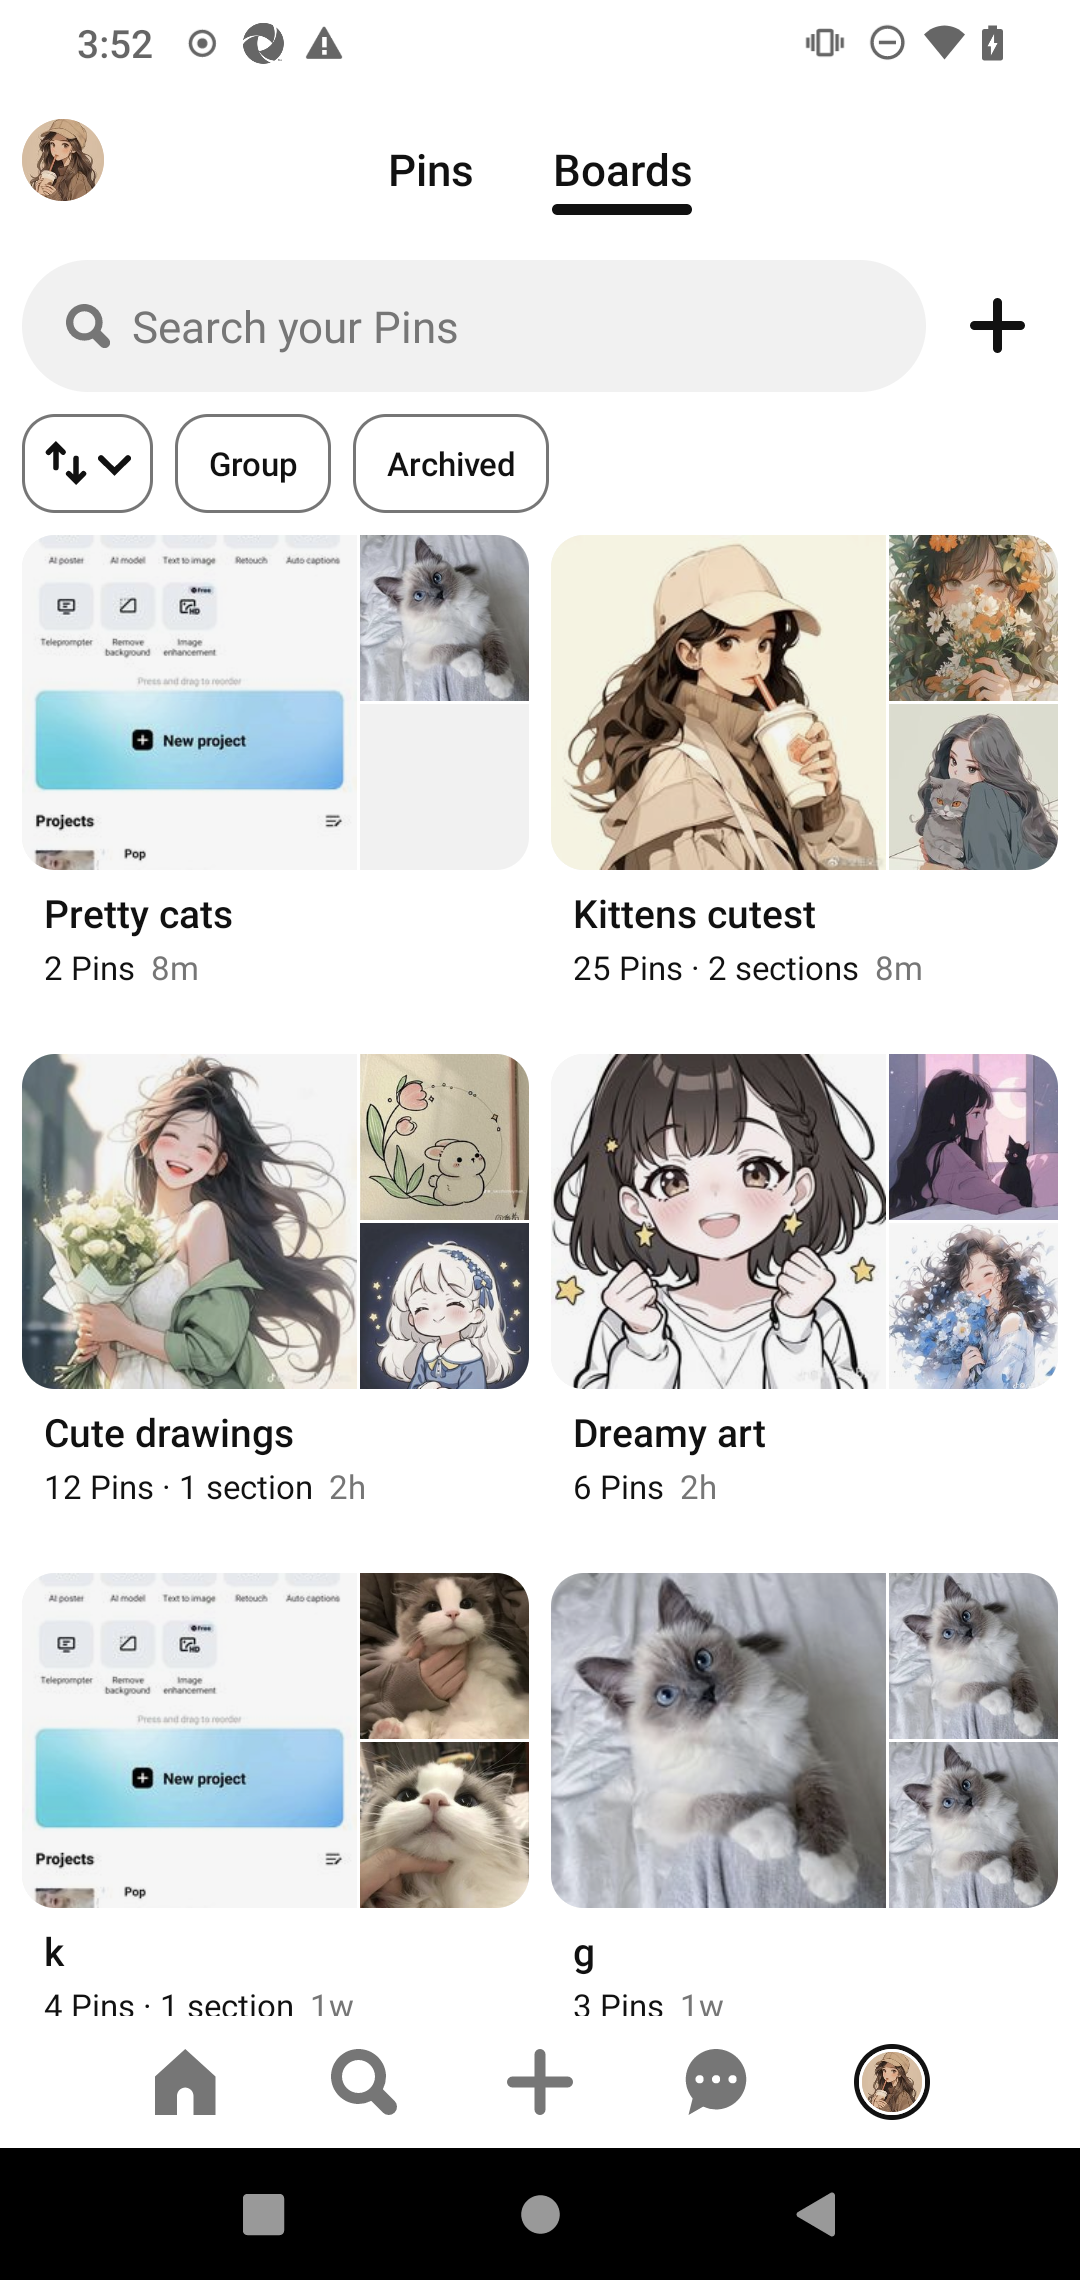 3:52
Pins
Boards
Search your Pins
Group
Archived
AI poster
AI model
Text to image
Retouch
Auto captions
Free
HD
Teleprompter
Remove background
Image enhancement
Press and drag to reorder
New project
Projects
Pop
Pretty cats
2 Pins 8m
Kittens cutest
25 Pins · 2 sections 8m
Cute drawings
12 Pins · 1 section 2h
Dreamy art
6 Pins 2h
AI poster
AI model
Text to image
Retouch
Auto captions
Free
HD
Teleprompter
Remove background
Image enhancement
Press and drag to reorder
New project
Projects
Pop
k
4 Pins · 1 section 1w
g
3 Pins 1w